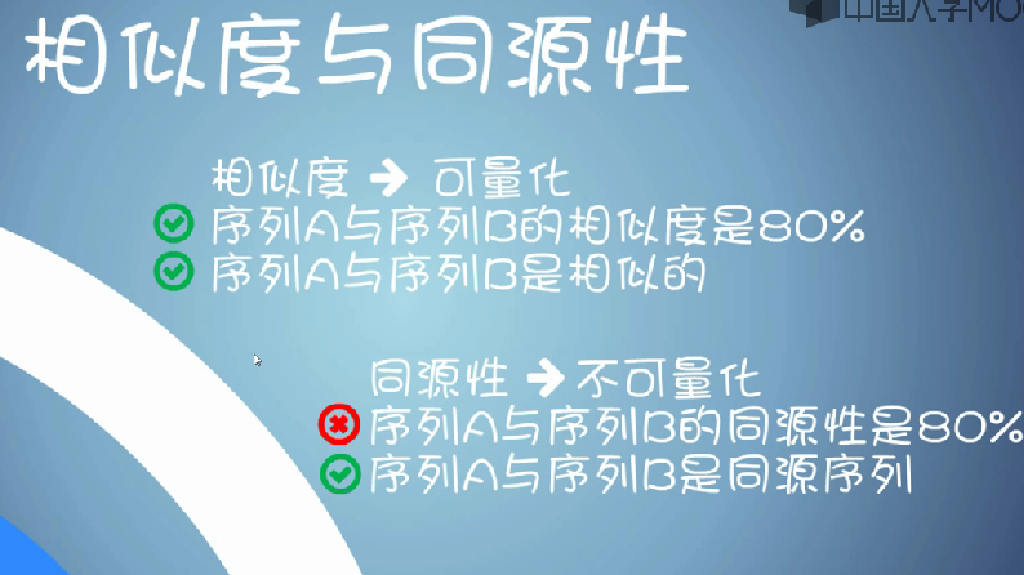 中国大学MOO
相似度与同源性
相似度 → 可量化
序列A与序列B的相似度是80%
序列A与序列B是相似的
同源性 → 不可量化
序列A与序列B的同源性是80%
序列A与序列B是同源序列